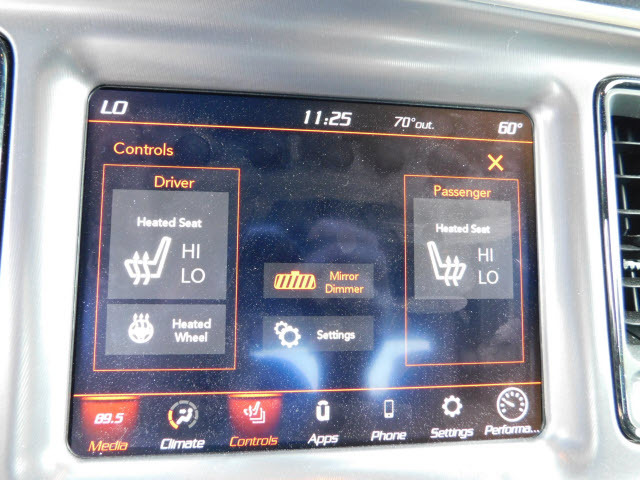 LO 11:25 70°out. 60°
Controls
Driver
Heated Seat
HI
LO
Heated
Wheel
Mirror
Dimmer
Settings
Passenger
Heated Seat
HI
LO
89.5
Media Climate Controls Apps Phone Settings Performa...